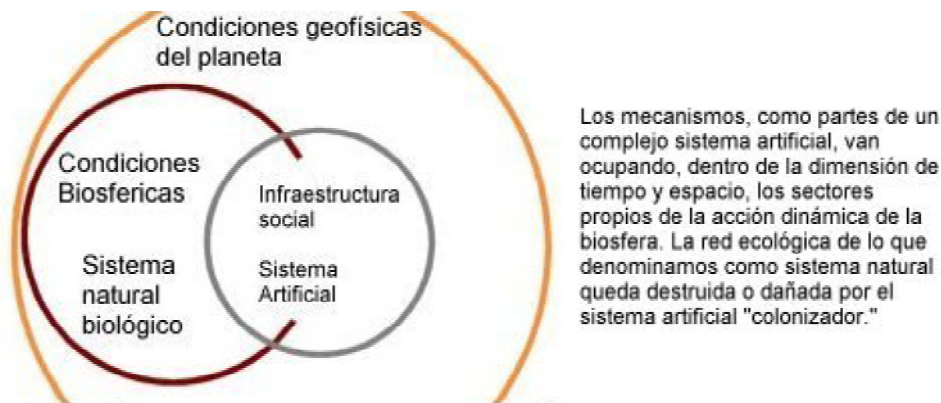 Condiciones geofísicas
del planeta
Condiciones
Biosfericas
Sistema
natural
biológico
Infraestructura
social
Sistema
Artificial
Los mecanismos, como partes de un
complejo sistema artificial, van
ocupando, dentro de la dimensión de
tiempo y espacio, los sectores
propios de la acción dinámica de la
biosfera. La red ecológica de lo que
denominamos como sistema natural
queda destruida o dañada por el
sistema artificial "colonizador."